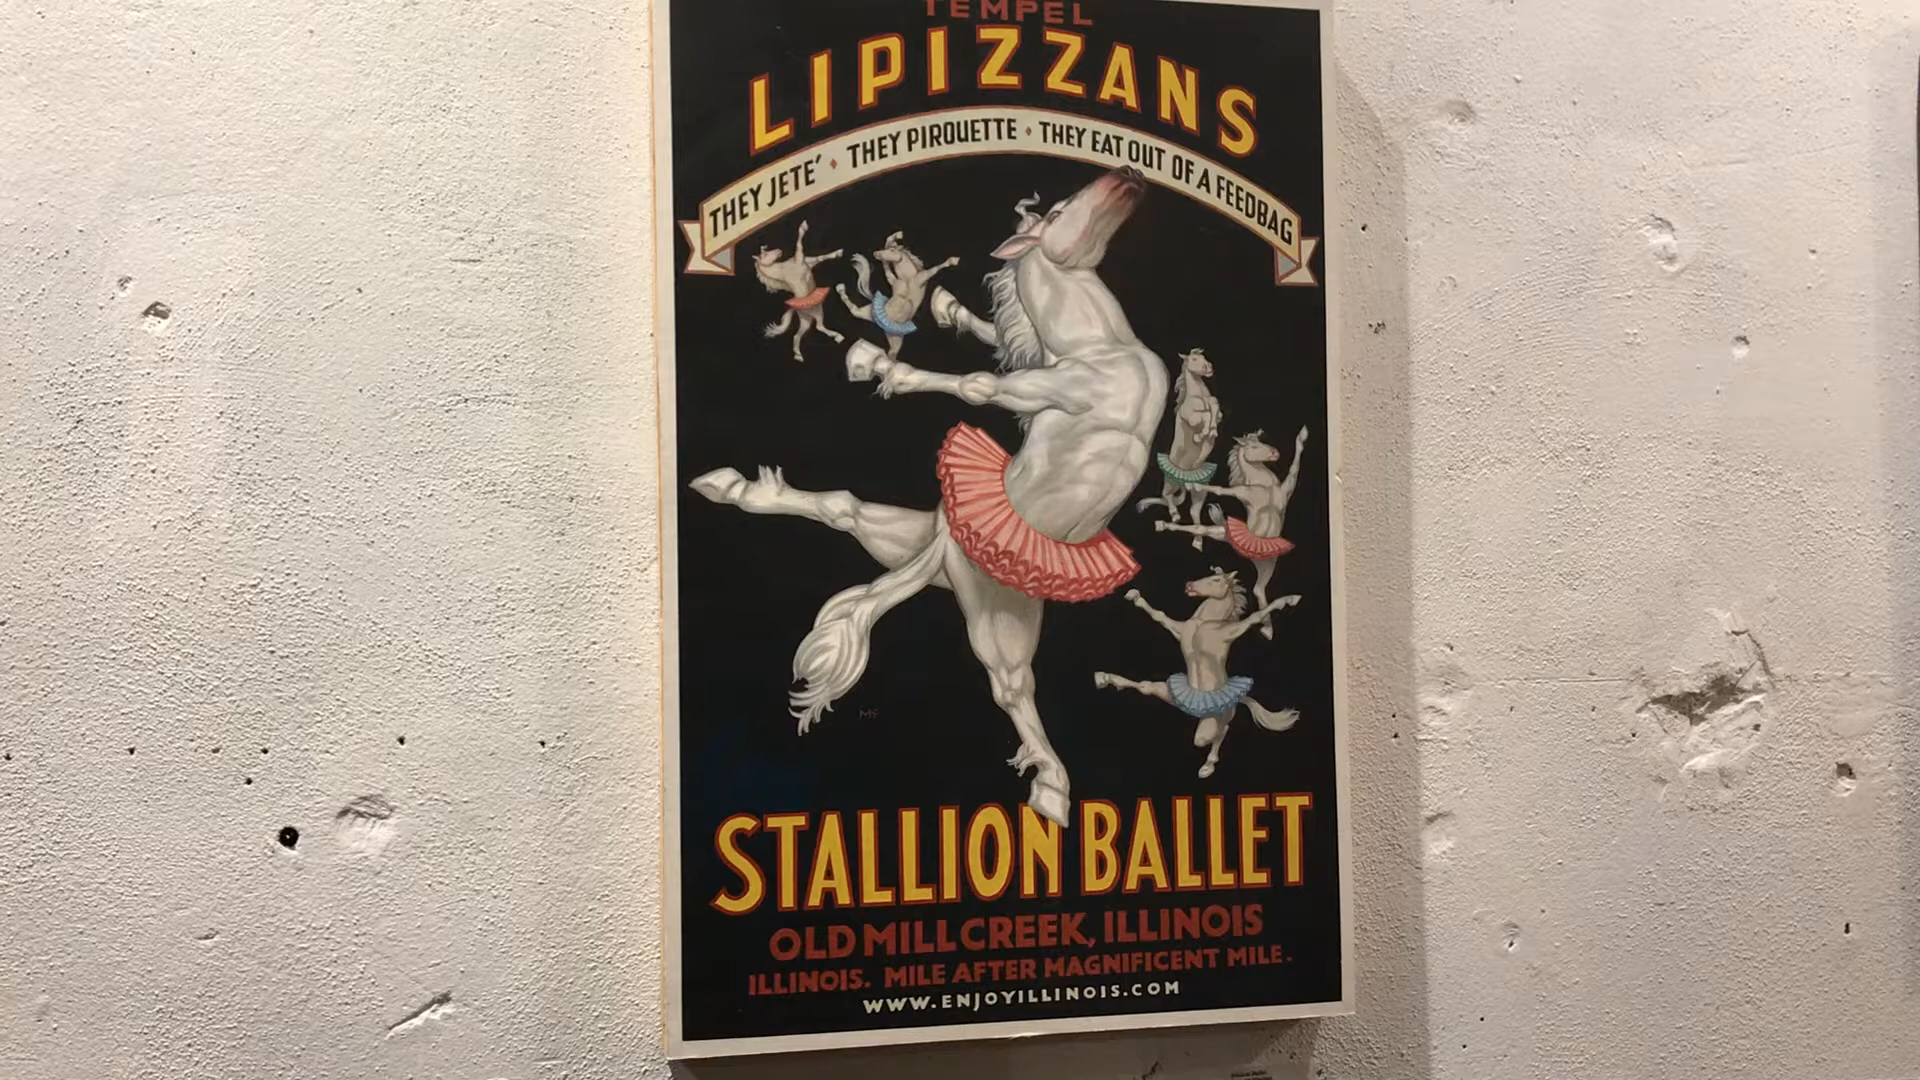 TEMPEL
LIPIZZANS
THEY JETE' • THEY PIROUETTE • THEY EAT OUT OF A FEEDBAG
STALLION BALLET
OLD MILL CREEK, ILLINOIS
ILLINOIS. MILE AFTER MAGNIFICENT MILE.
WWW.ENJOYILLINOIS.COM